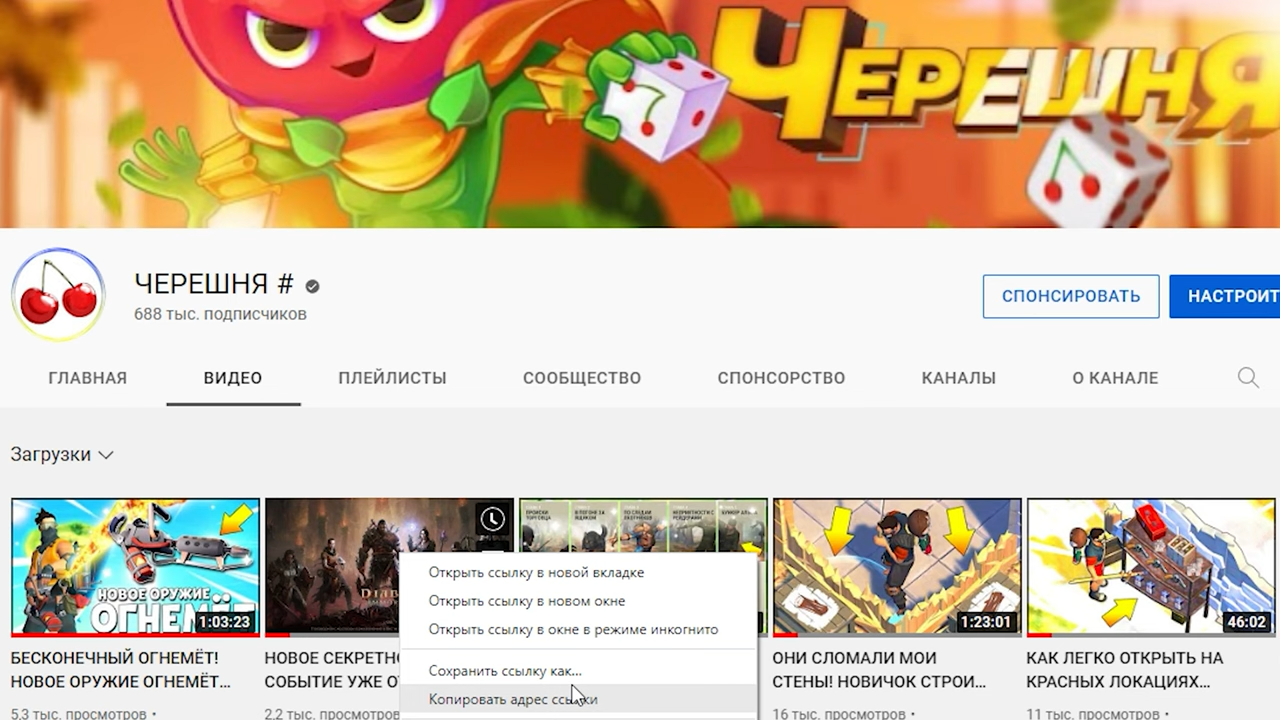 ЧЕРЕШНЯ
ЧЕРЕШНЯ #
688 тыс. подписчиков
СПОНСИРОВАТЬ
НАСТРОИТ
ГЛАВНАЯ
ВИДЕО
ПЛЕЙЛИСТЫ
СООБЩЕСТВО
СПОНСОРСТВО
КАНАЛЫ
О КАНАЛЕ
Загрузки
НОВОЕ ОРУЖИЕ
ОГНЕМЁТ
1:03:23
1:23:01
46:02
Открыть ссылку в новой вкладке
Открыть ссылку в новом окне
Открыть ссылку в окне в режиме инкогнито
Сохранить ссылку как...
Копировать адрес ссылки
БЕСКОНЕЧНЫЙ ОГНЕМЁТ!
НОВОЕ ОРУЖИЕ ОГНЕМЁТ...
5,3 тыс. просмотров •
НОВОЕ СЕКРЕТН
СОБЫТИЕ УЖЕ О
2,2 тыс. просмотров
ОНИ СЛОМАЛИ МОИ
СТЕНЫ! НОВИЧОК СТРОИ...
16 тыс. просмотров •
КАК ЛЕГКО ОТКРЫТЬ НА
КРАСНЫХ ЛОКАЦИЯХ...
11 тыс. просмотров •